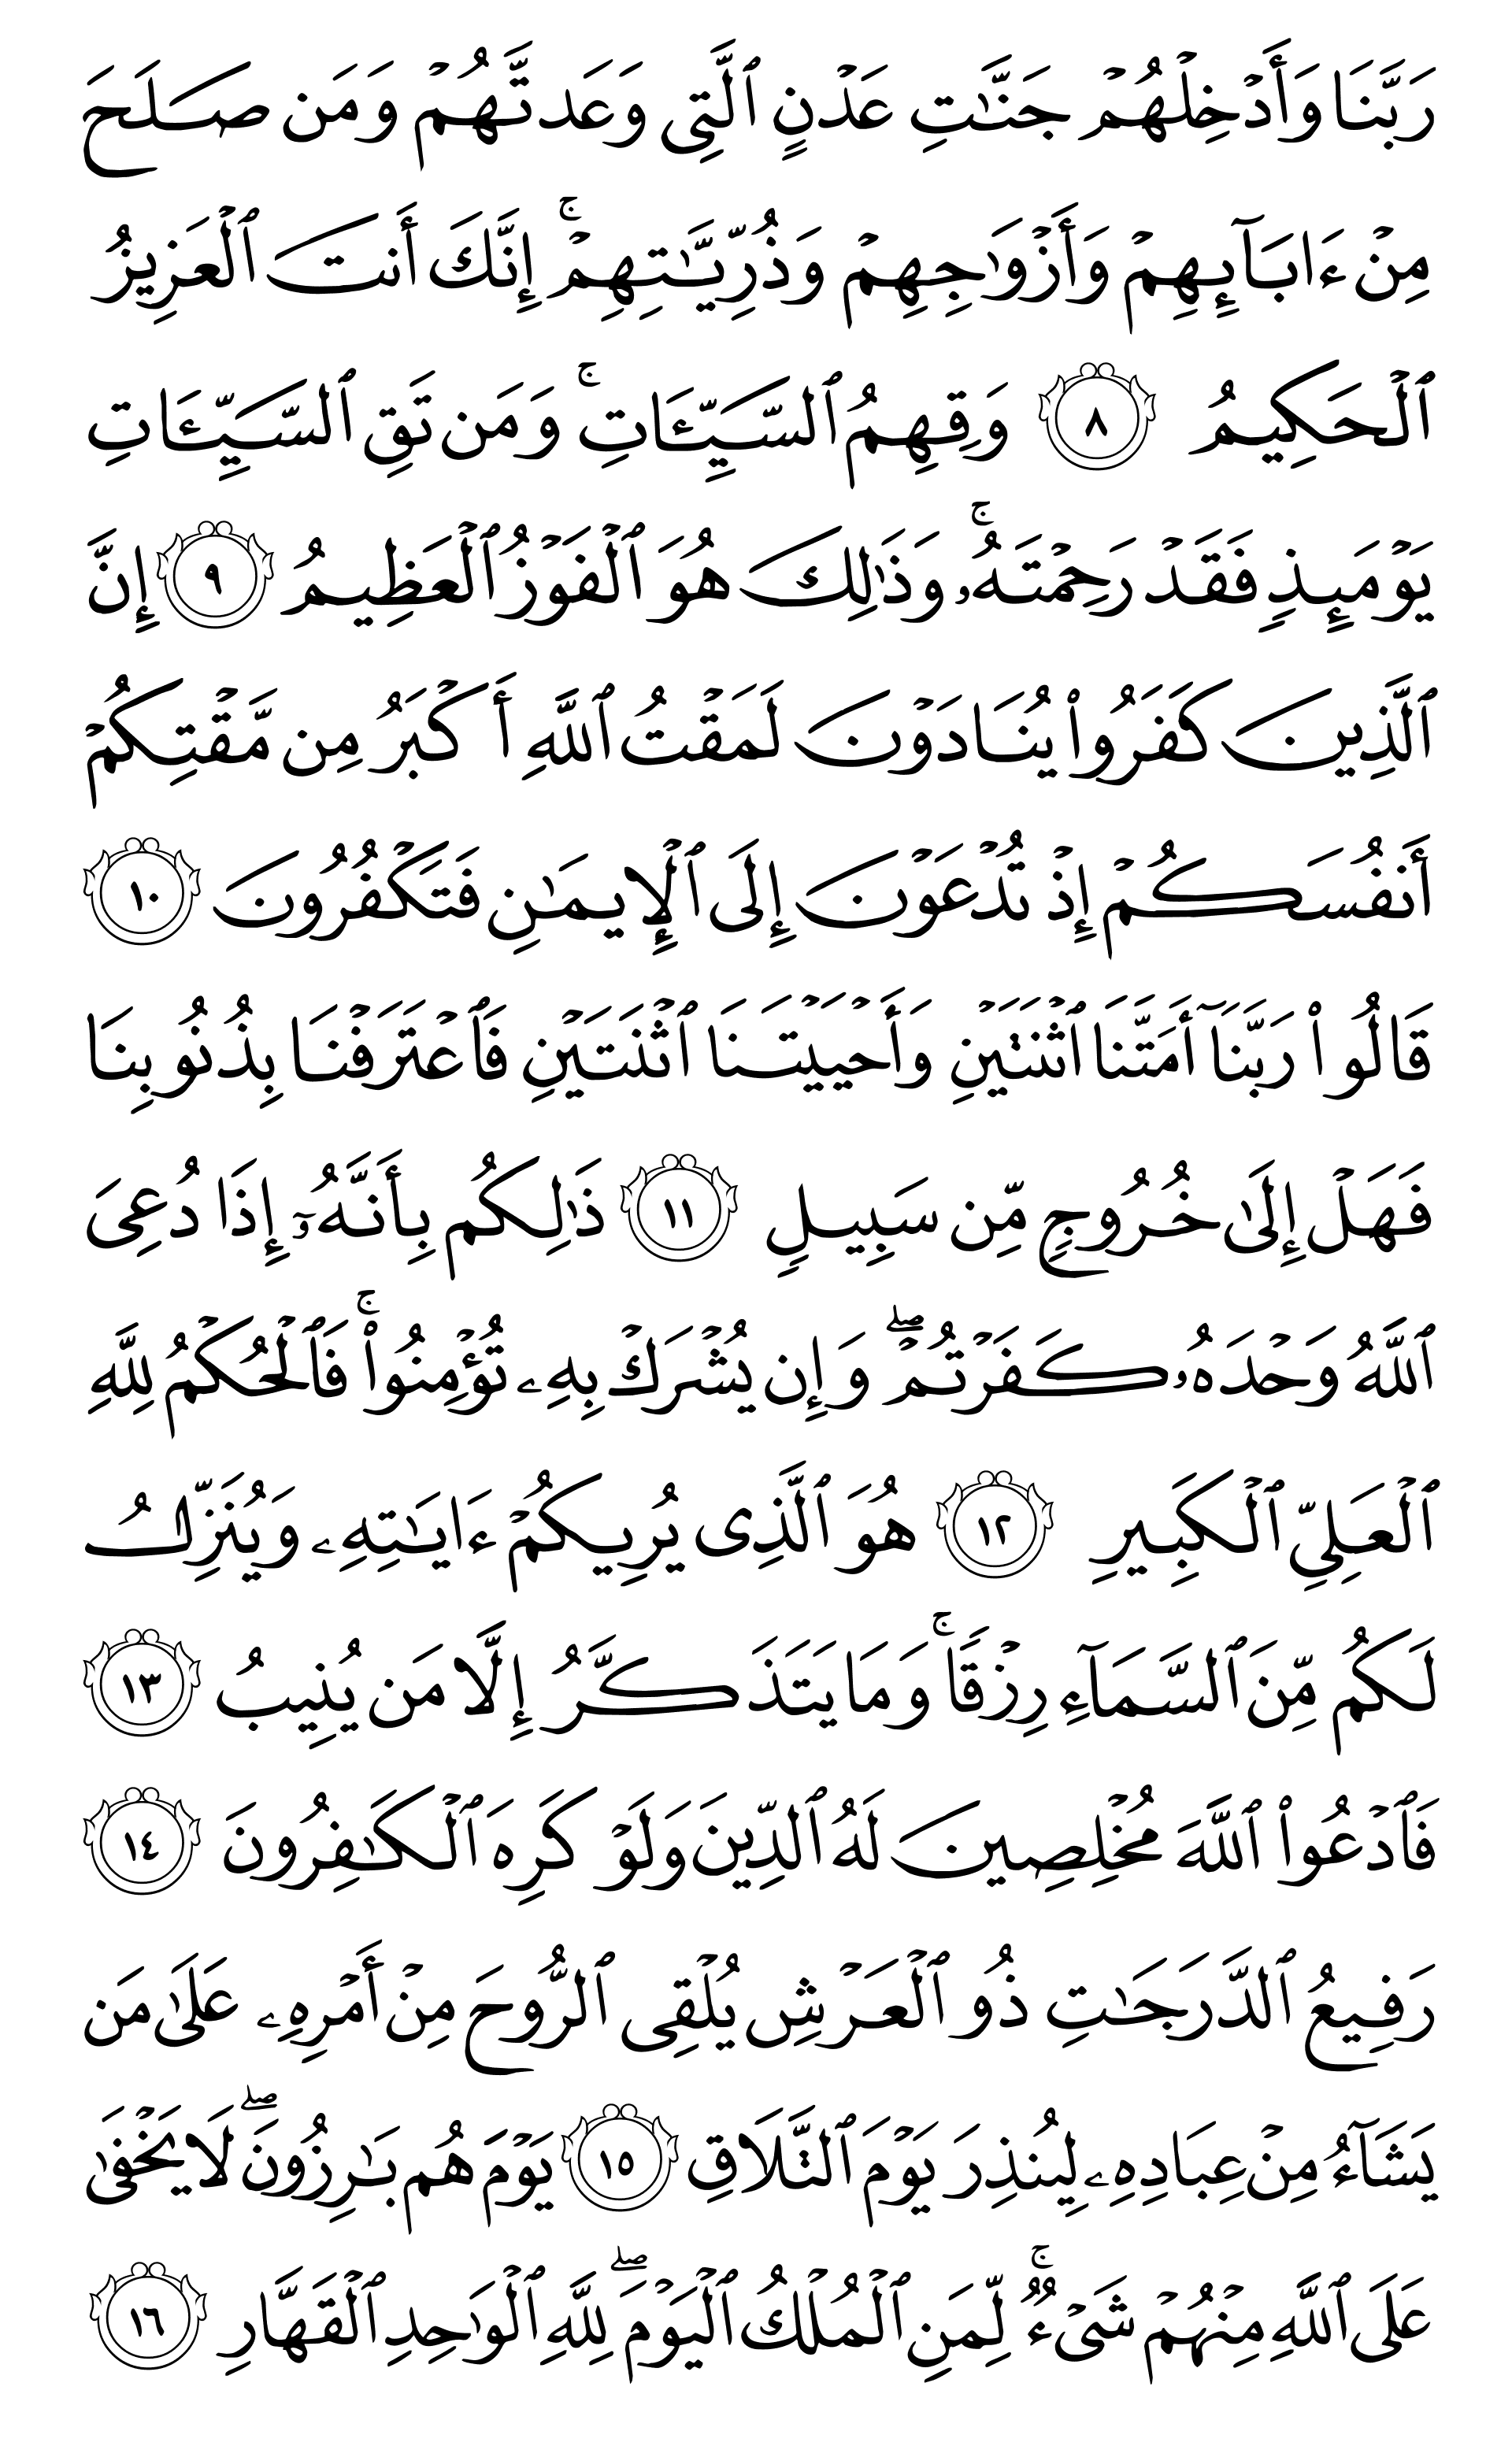 رَبَّنَا وَأَدۡخِلۡهُمۡ جَنَّٰتِ عَدۡنٍ ٱلَّتِي وَعَدتَّهُمۡ وَمَن صَلَحَ
مِنۡ ءَابَآئِهِمۡ وَأَزۡوَٰجِهِمۡ وَذُرِّيَّٰتِهِمۡۚ إِنَّكَ أَنتَ ٱلۡعَزِيزُ
ٱلۡحَكِيمُ ٨ وَقِهِمُ ٱلسَّيِّـَٔاتِۚ وَمَن تَقِ ٱلسَّيِّـَٔاتِ
يَوۡمَئِذٖ فَقَدۡ رَحِمۡتَهُۥۚ وَذَٰلِكَ هُوَ ٱلۡفَوۡزُ ٱلۡعَظِيمُ ٩ إِنَّ
ٱلَّذِينَ كَفَرُواْ يُنَادَوۡنَ لَمَقۡتُ ٱللَّهِ أَكۡبَرُ مِن مَّقۡتِكُمۡ
أَنفُسَكُمۡ إِذۡ تُدۡعَوۡنَ إِلَى ٱلۡإِيمَٰنِ فَتَكۡفُرُونَ ١٠
قَالُواْ رَبَّنَآ أَمَتَّنَا ٱثۡنَتَيۡنِ وَأَحۡيَيۡتَنَا ٱثۡنَتَيۡنِ فَٱعۡتَرَفۡنَا بِذُنُوبِنَا
فَهَلۡ إِلَىٰ خُرُوجٖ مِّن سَبِيلٖ ١١ ذَٰلِكُم بِأَنَّهُۥٓ إِذَا دُعِيَ
ٱللَّهُ وَحۡدَهُۥ كَفَرۡتُمۡ وَإِن يُشۡرَكۡ بِهِۦ تُؤۡمِنُواْۚ فَٱلۡحُكۡمُ لِلَّهِ
ٱلۡعَلِيِّ ٱلۡكَبِيرِ ١٢ هُوَ ٱلَّذِي يُرِيكُمۡ ءَايَٰتِهِۦ وَيُنَزِّلُ
لَكُم مِّنَ ٱلسَّمَآءِ رِزۡقٗاۚ وَمَا يَتَذَكَّرُ إِلَّا مَن يُنِيبُ ١٣
فَٱدۡعُواْ ٱللَّهَ مُخۡلِصِينَ لَهُ ٱلدِّينَ وَلَوۡ كَرِهَ ٱلۡكَٰفِرُونَ ١٤
رَفِيعُ ٱلدَّرَجَٰتِ ذُو ٱلۡعَرۡشِ يُلۡقِي ٱلرُّوحَ مِنۡ أَمۡرِهِۦ عَلَىٰ مَن
يَشَآءُ مِنۡ عِبَادِهِۦ لِيُنذِرَ يَوۡمَ ٱلتَّلَاقِ ١٥ يَوۡمَ هُم بَٰرِزُونَۖ لَا يَخۡفَىٰ
عَلَى ٱللَّهِ مِنۡهُمۡ شَيۡءٞۚ لِّمَنِ ٱلۡمُلۡكُ ٱلۡيَوۡمَۖ لِلَّهِ ٱلۡوَٰحِدِ ٱلۡقَهَّارِ ١٦